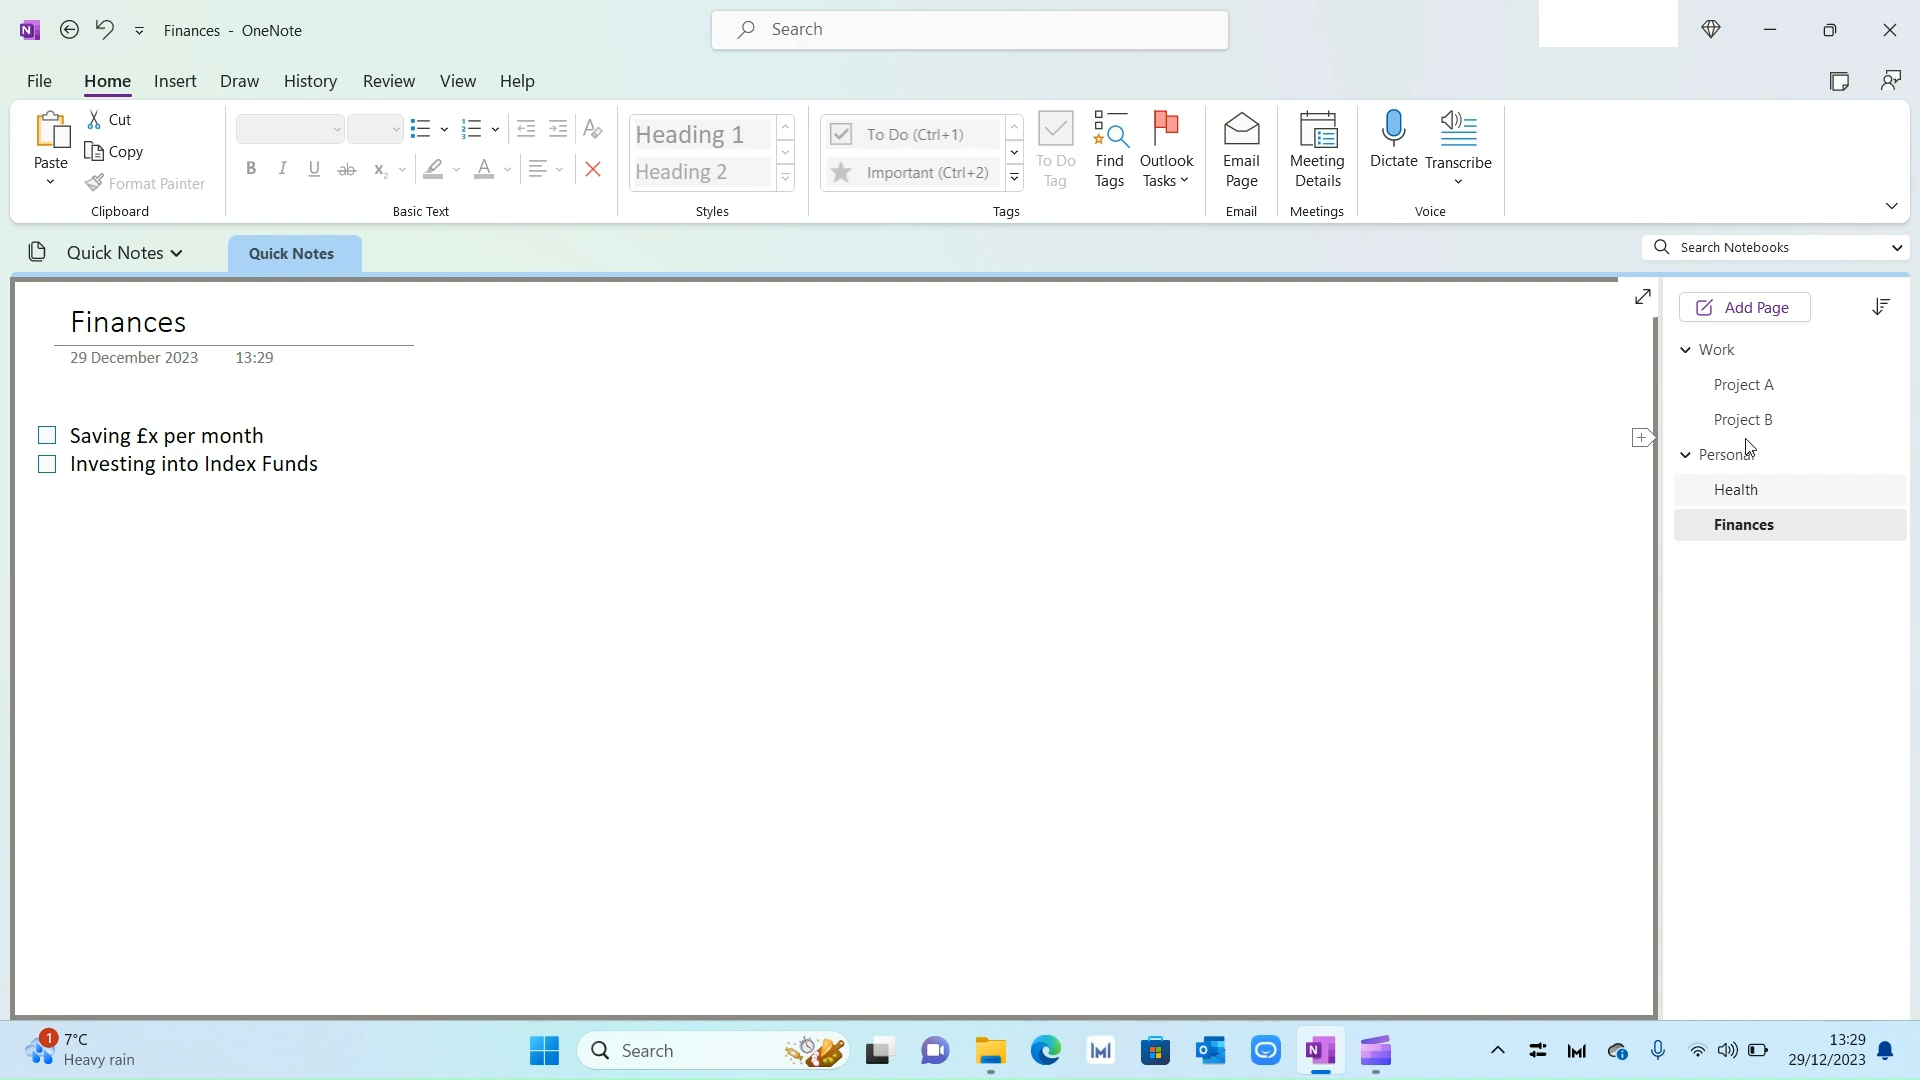 Finances - OneNote
Search
File Home Insert Draw History Review View Help
Paste
Cut
Copy
Format Painter
Clipboard
B I U ab x₂ A
Basic Text
Heading 1
Heading 2
Styles
To Do (Ctrl+1)
Important (Ctrl+2)
To Do Tag
Find Tags
Outlook Tasks
Tags
Email Page
Email
Meeting Details
Meetings
Dictate
Transcribe
Voice
Quick Notes
Quick Notes
Search Notebooks
Finances
29 December 2023 13:29
Saving £x per month
Investing into Index Funds
Add Page
Work
Project A
Project B
Personal
Health
Finances
1
7°C
Heavy rain
Search
13:29
29/12/2023